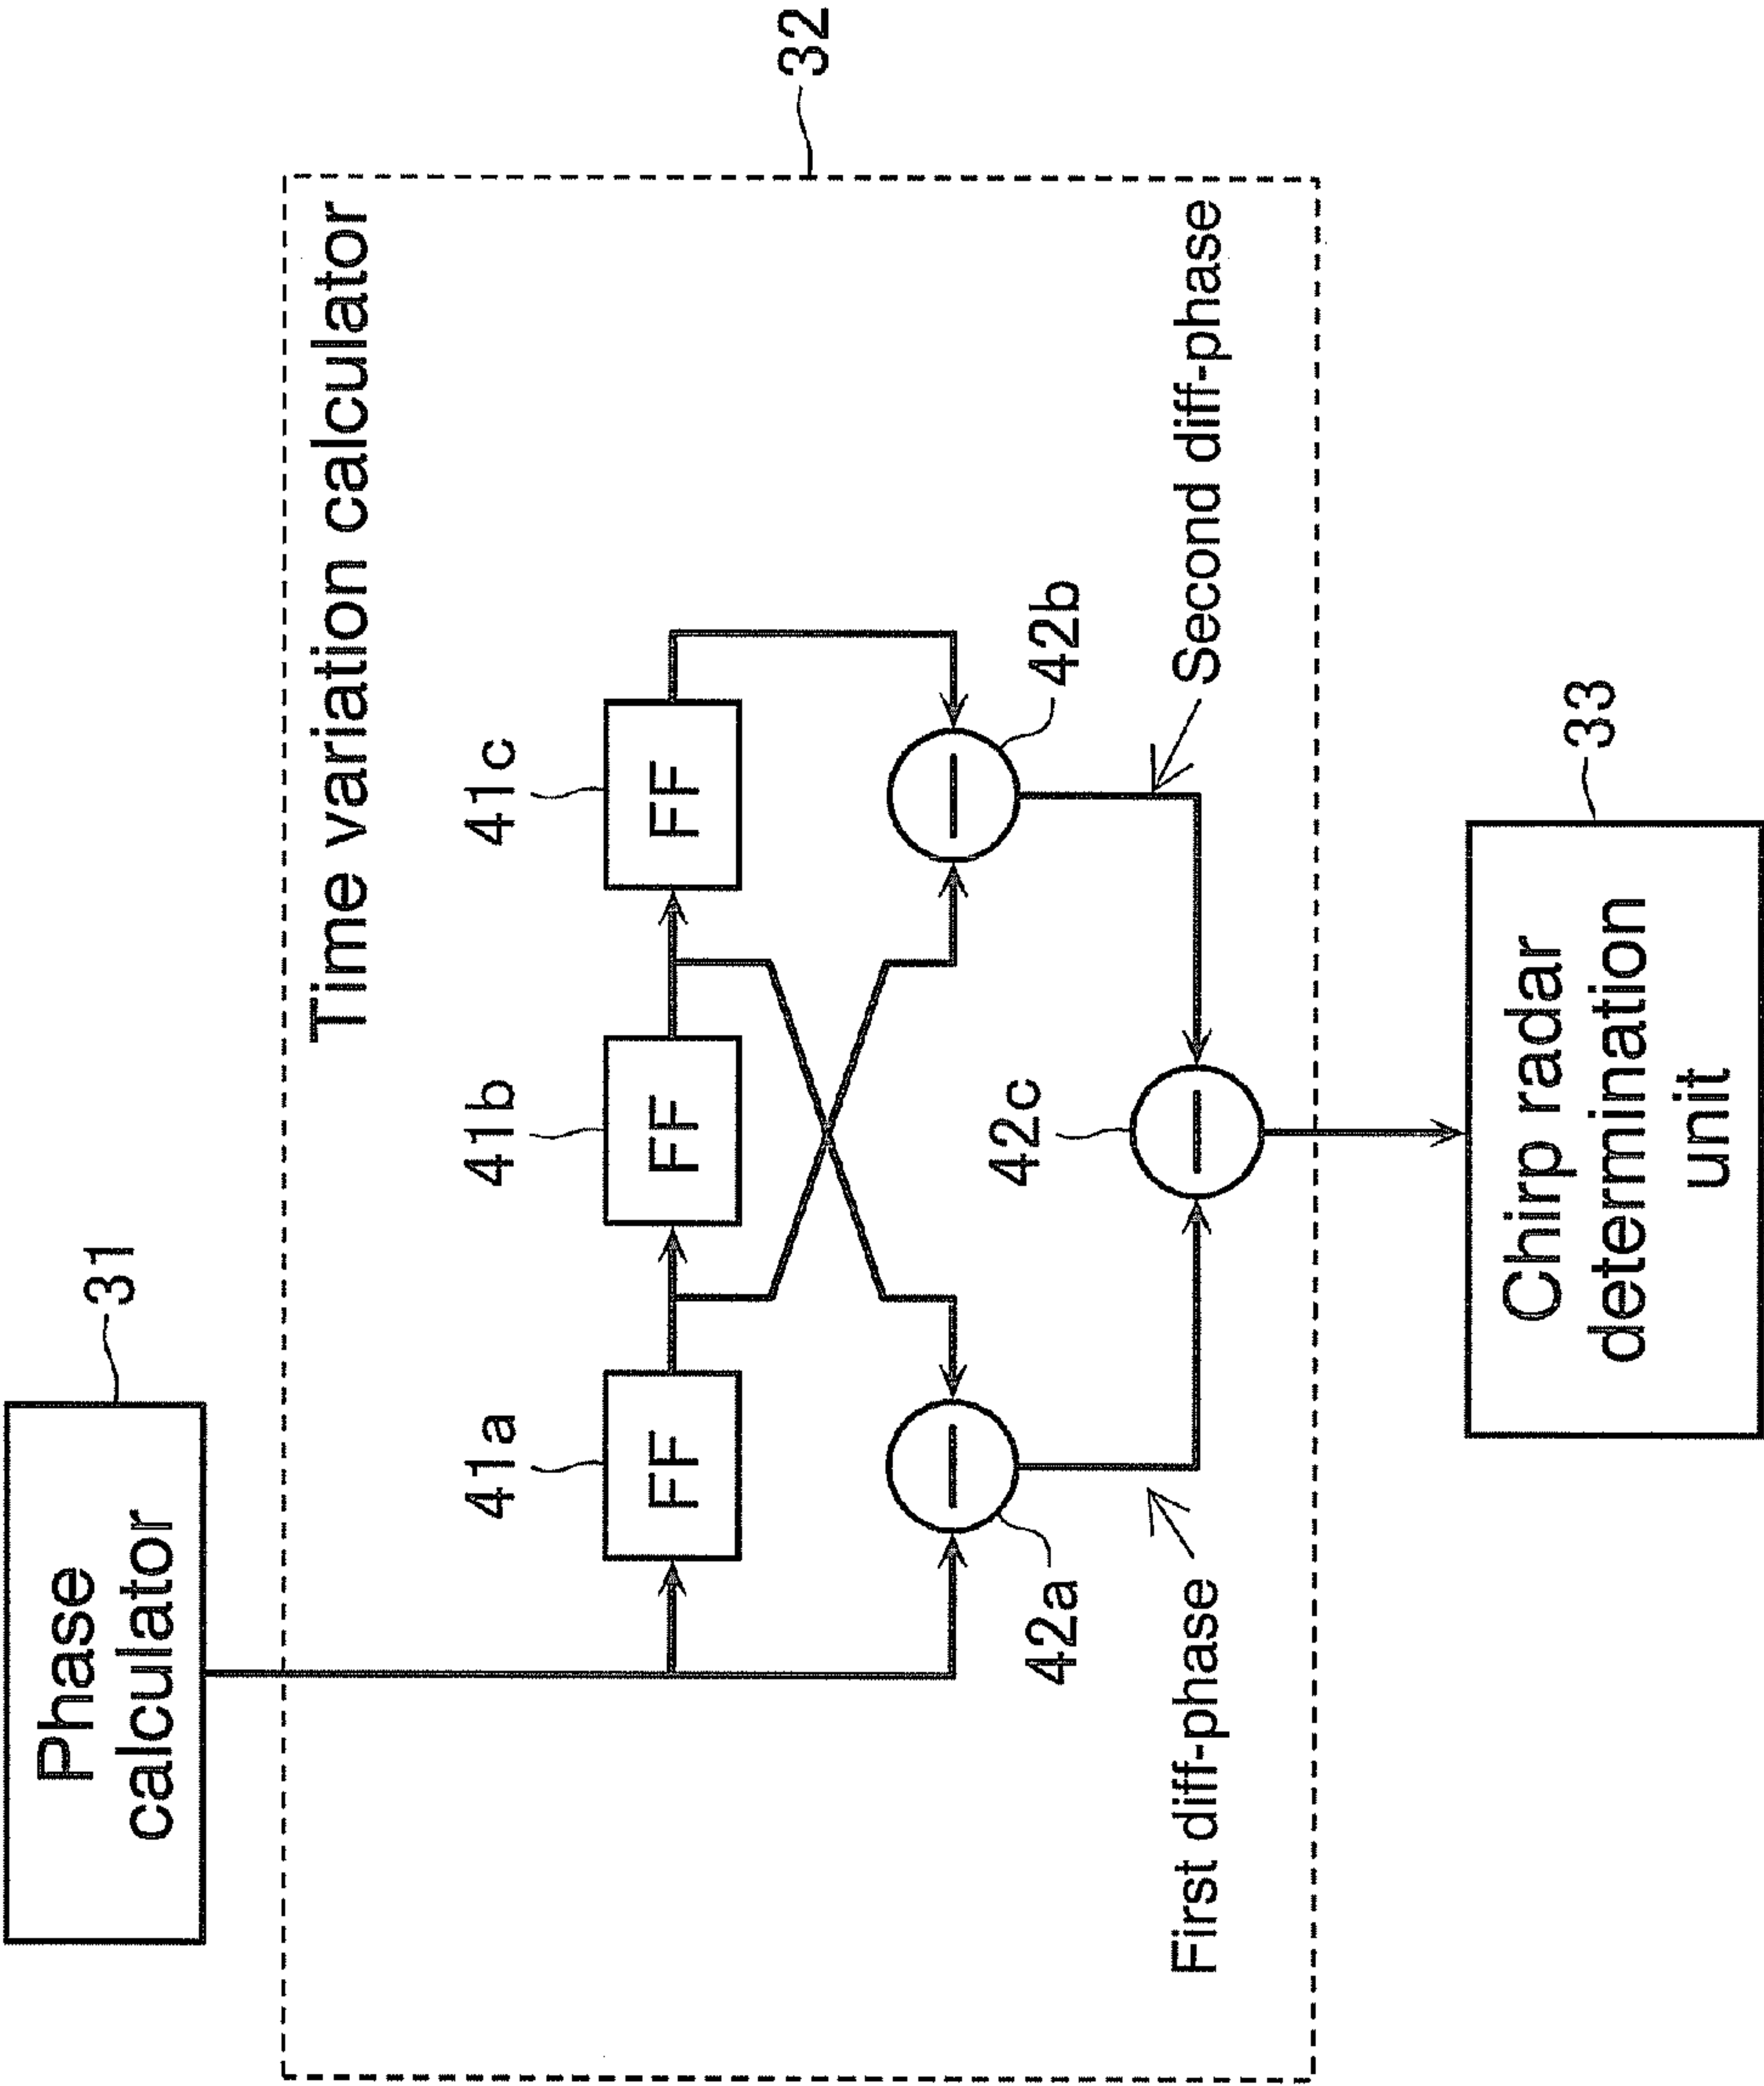 Phase
calculator
31
Time variation calculator
32
41a
FF
41b
FF
41c
FF
42a
42b
42c
First diff-phase
Second diff-phase
Chirp radar
determination
unit
33